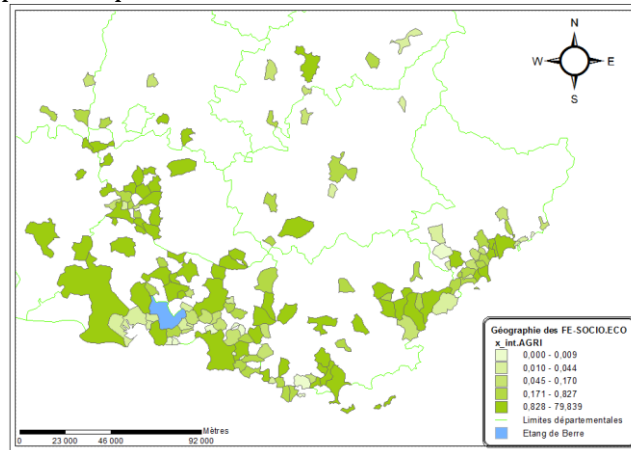 N
W E
S
Géographie des FE-SOCIO.ECO
x_int.AGRI
0,000 - 0,009
0,010 - 0,044
0,045 - 0,170
0,171 - 0,827
0,828 - 79,839
Limites départementales
Etang de Berre
Mètres
0 23 000 46 000 92 000